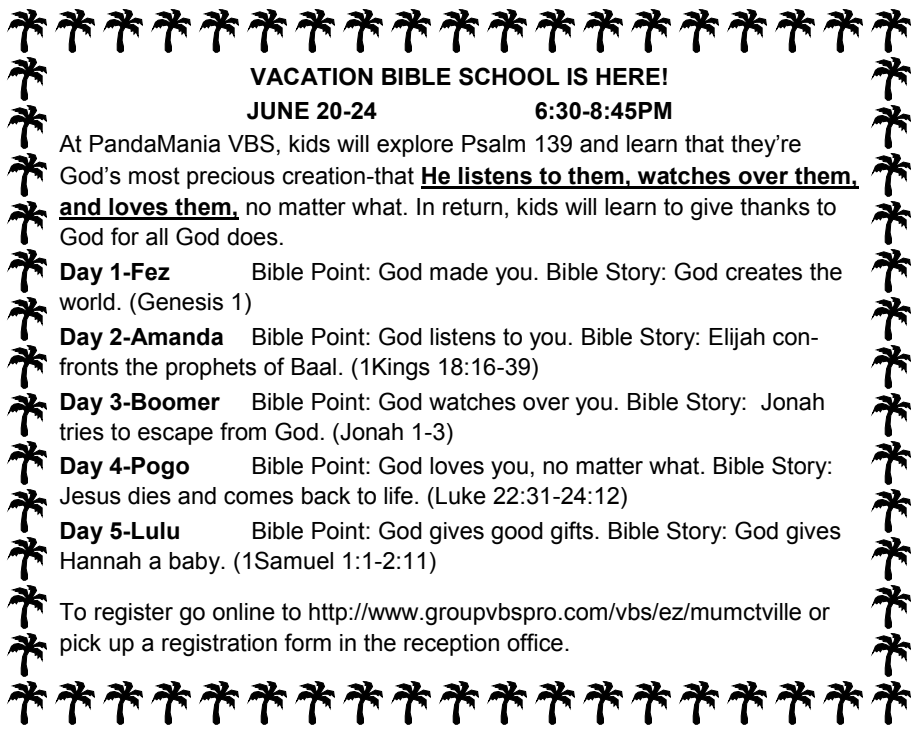 VACATION BIBLE SCHOOL IS HERE!
JUNE 20-24 6:30-8:45PM
At PandaMania VBS, kids will explore Psalm 139 and learn that they're
God's most precious creation-that He listens to them, watches over them,
and loves them, no matter what. In return, kids will learn to give thanks to
God for all God does.
Day 1-Fez Bible Point: God made you. Bible Story: God creates the
world. (Genesis 1)
Day 2-Amanda Bible Point: God listens to you. Bible Story: Elijah con-
fronts the prophets of Baal. (1Kings 18:16-39)
Day 3-Boomer Bible Point: God watches over you. Bible Story: Jonah
tries to escape from God. (Jonah 1-3)
Day 4-Pogo Bible Point: God loves you, no matter what. Bible Story:
Jesus dies and comes back to life. (Luke 22:31-24:12)
Day 5-Lulu Bible Point: God gives good gifts. Bible Story: God gives
Hannah a baby. (1Samuel 1:1-2:11)
To register go online to http://www.groupvbspro.com/vbs/ez/mumctville or
pick up a registration form in the reception office.